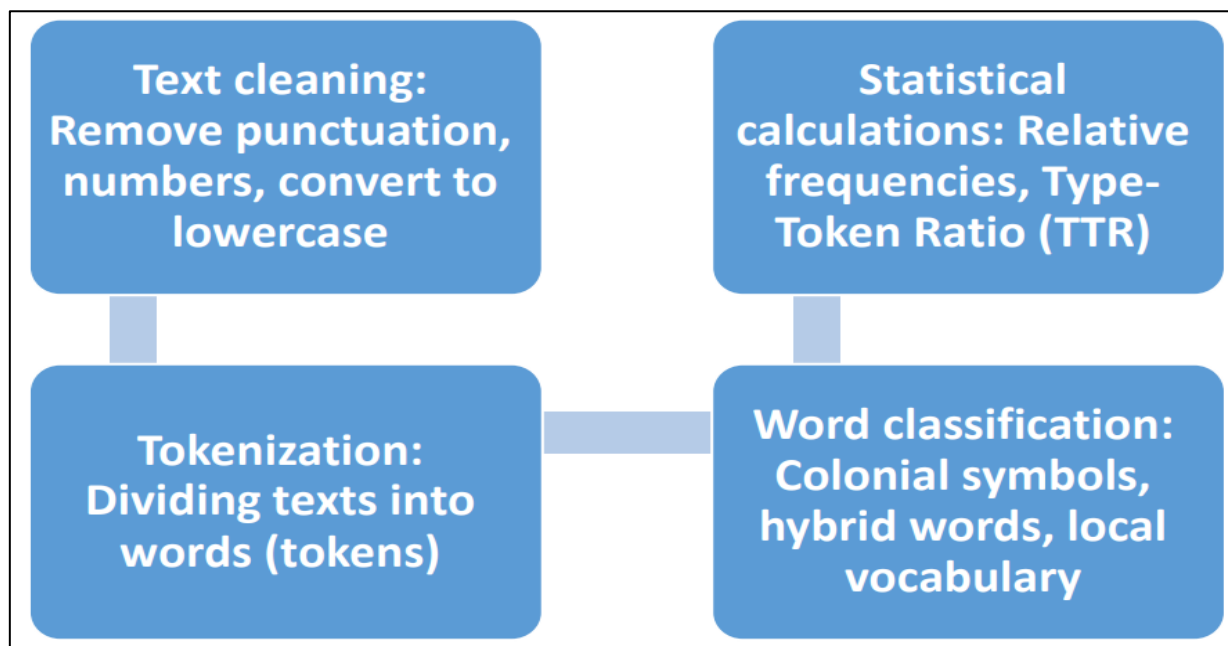 Text cleaning:
Remove punctuation,
numbers, convert to
lowercase
Tokenization:
Dividing texts into
words (tokens)
Word classification:
Colonial symbols,
hybrid words, local
vocabulary
Statistical
calculations: Relative
frequencies, Type-
Token Ratio (TTR)